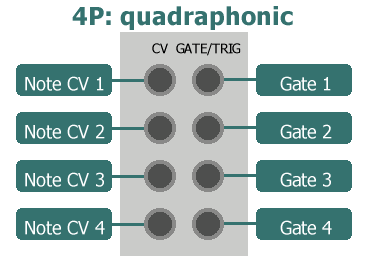 4P: quadraphonic
CV GATE/TRIG
Note CV 1 Gate 1
Note CV 2 Gate 2
Note CV 3 Gate 3
Note CV 4 Gate 4